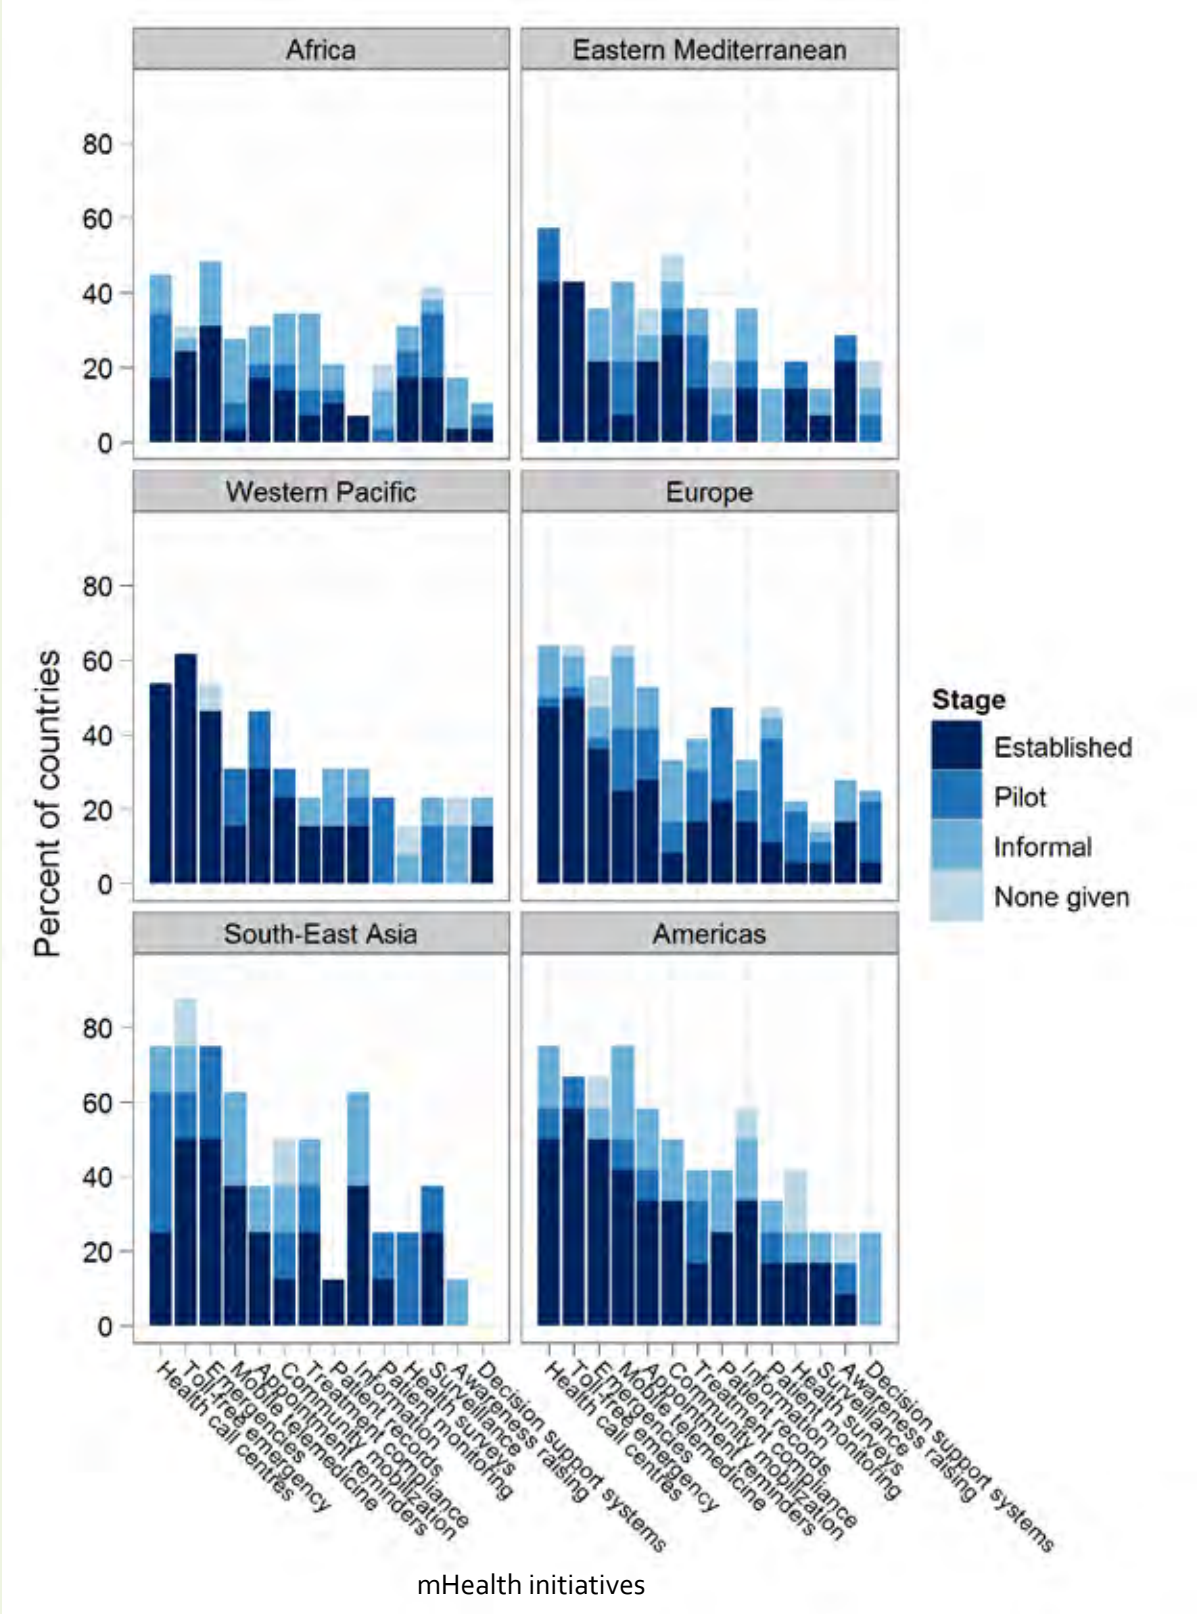 Africa
Eastern Mediterranean
80
60
40
20
0
Western Pacific
Europe
80
60
40
20
0
Percent of countries
Stage
Established
Pilot
Informal
None given
South-East Asia
Americas
80
60
40
20
0
Health call centres
Toll-free emergency
Emergencies
Mobile telemedicine
Appointment reminders
Community mobilization
Treatment compliance
Patient records
Information
Patient monitoring
Health surveys
Surveillance
Awareness raising
Decision support systems
Health call centres
Toll-free emergency
Emergencies
Mobile telemedicine
Appointment reminders
Community mobilization
Treatment compliance
Patient records
Information
Patient monitoring
Health surveys
Surveillance
Awareness raising
Decision support systems
mHealth initiatives